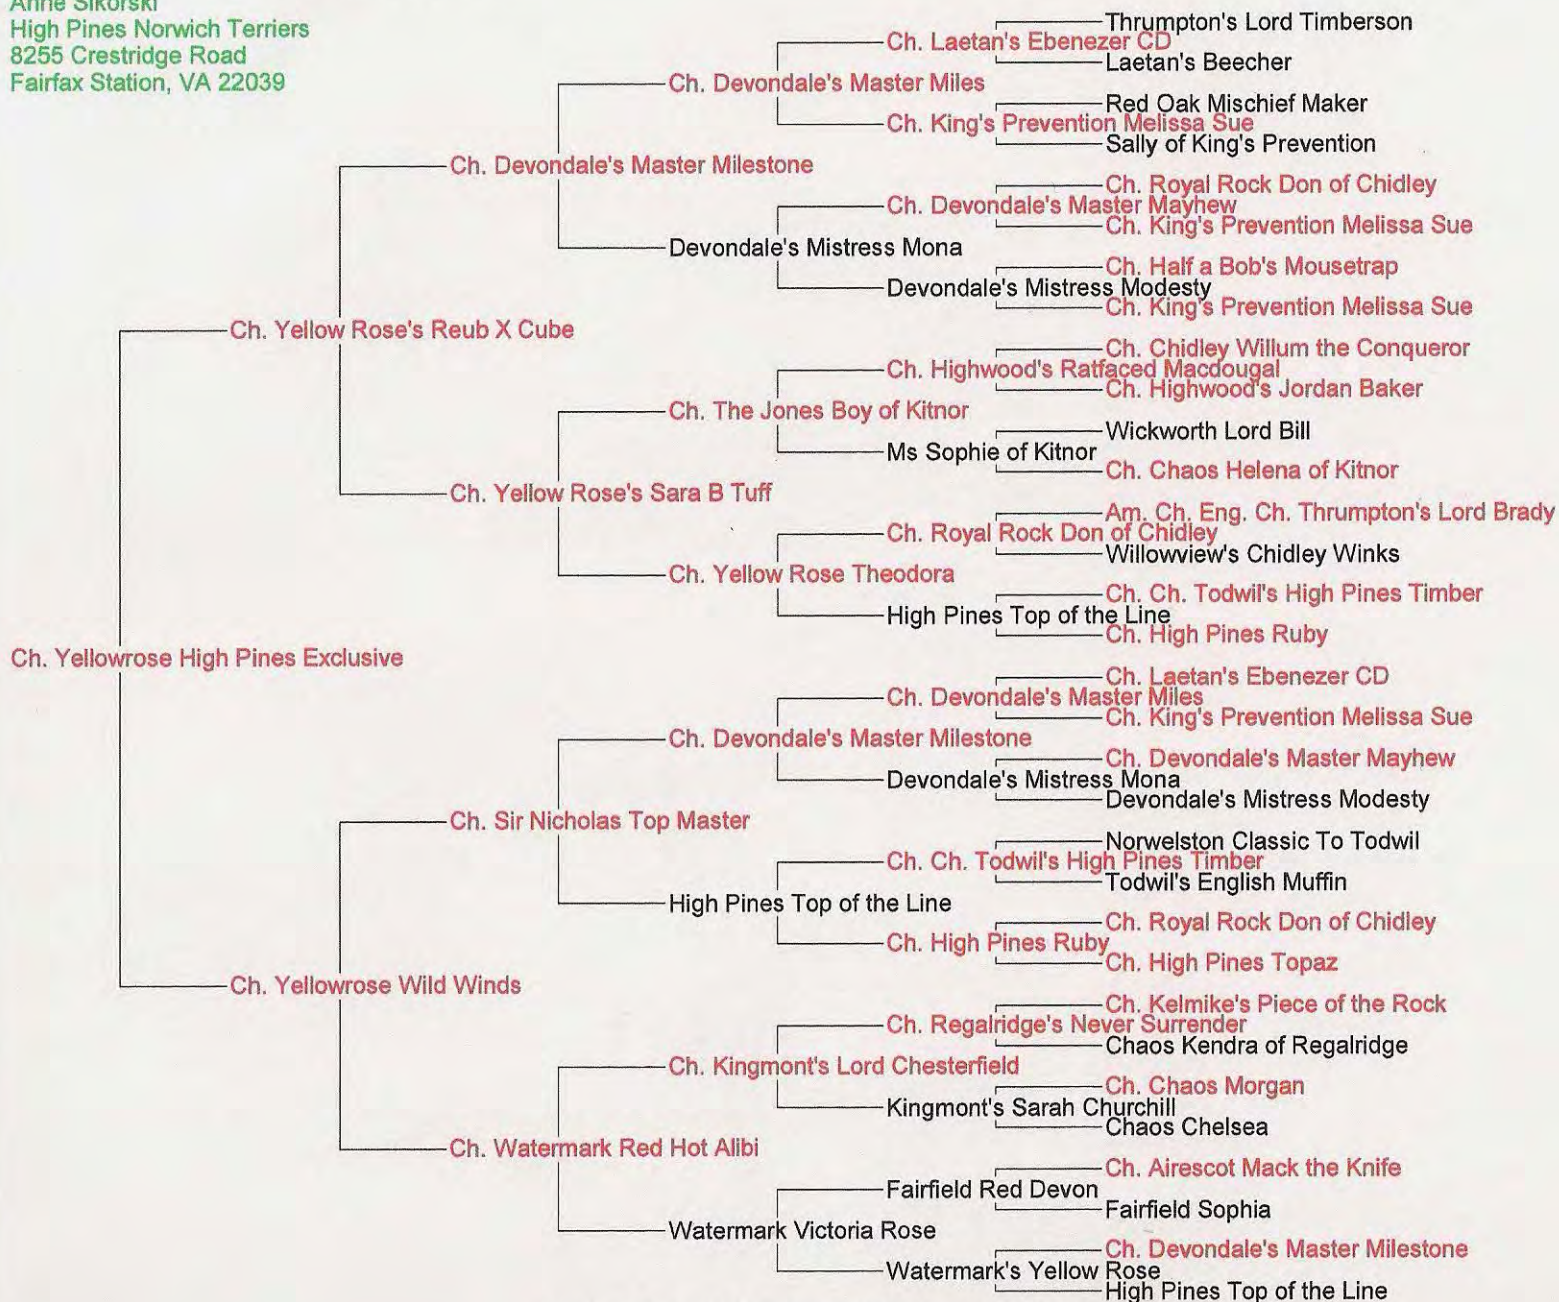 Anne Sikorski
High Pines Norwich Terriers
8255 Crestridge Road
Fairfax Station, VA 22039
Thrumpton's Lord Timberson
Ch. Laetan's Ebenezer CD
Laetan's Beecher
Ch. Devondale's Master Miles
Red Oak Mischief Maker
Ch. King's Prevention Melissa Sue
Sally of King's Prevention
Ch. Devondale's Master Milestone
Ch. Royal Rock Don of Chidley
Ch. Devondale's Master Mayhew
Ch. King's Prevention Melissa Sue
Devondale's Mistress Mona
Ch. Half a Bob's Mousetrap
Devondale's Mistress Modesty
Ch. King's Prevention Melissa Sue
Ch. Yellow Rose's Reub X Cube
Ch. Chidley Willum the Conqueror
Ch. Highwood's Ratfaced Macdougal
Ch. Highwood's Jordan Baker
Ch. The Jones Boy of Kitnor
Wickworth Lord Bill
Ms Sophie of Kitnor
Ch. Chaos Helena of Kitnor
Ch. Yellow Rose's Sara B Tuff
Am. Ch. Eng. Ch. Thrumpton's Lord Brady
Ch. Royal Rock Don of Chidley
Willowview's Chidley Winks
Ch. Yellow Rose Theodora
Ch. Ch. Todwil's High Pines Timber
High Pines Top of the Line
Ch. High Pines Ruby
Ch. Yellowrose High Pines Exclusive
Ch. Laetan's Ebenezer CD
Ch. Devondale's Master Miles
Ch. King's Prevention Melissa Sue
Ch. Devondale's Master Milestone
Ch. Devondale's Master Mayhew
Devondale's Mistress Mona
Devondale's Mistress Modesty
Ch. Sir Nicholas Top Master
Norwelston Classic To Todwil
Ch. Ch. Todwil's High Pines Timber
Todwil's English Muffin
High Pines Top of the Line
Ch. Royal Rock Don of Chidley
Ch. High Pines Ruby
Ch. High Pines Topaz
Ch. Yellowrose Wild Winds
Ch. Kelmike's Piece of the Rock
Ch. Regalridge's Never Surrender
Chaos Kendra of Regalridge
Ch. Kingmont's Lord Chesterfield
Ch. Chaos Morgan
Kingmont's Sarah Churchill
Chaos Chelsea
Ch. Watermark Red Hot Alibi
Ch. Airescot Mack the Knife
Fairfield Red Devon
Fairfield Sophia
Watermark Victoria Rose
Ch. Devondale's Master Milestone
Watermark's Yellow Rose
High Pines Top of the Line